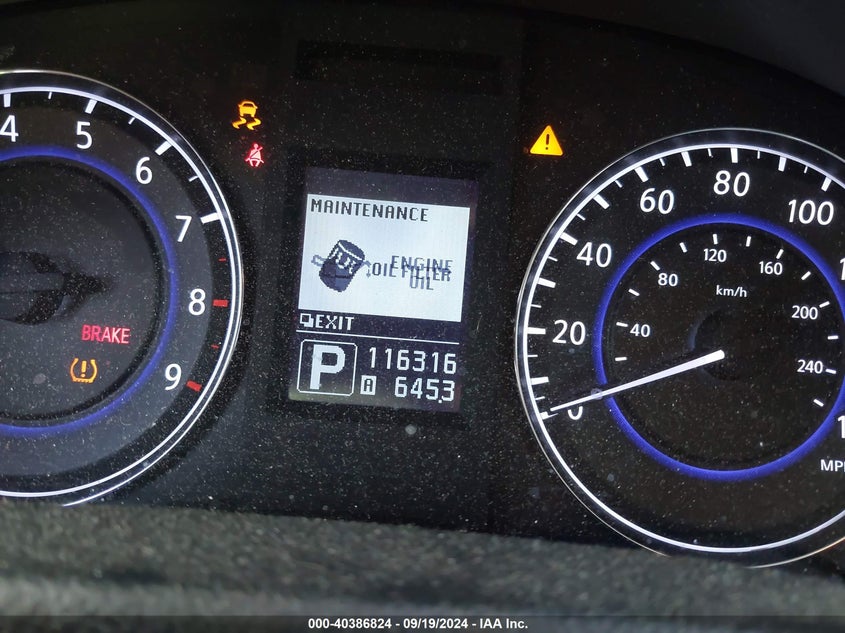 4
5
6
7
8
9
BRAKE
MAINTENANCE
ENGINE
OIL FILTER
OIL
EXIT
P 116316
A 6453
0
20
40
60
80
100
40
80
120
160
200
240
km/h
000-40386824 - 09/19/2024 - IAA Inc.